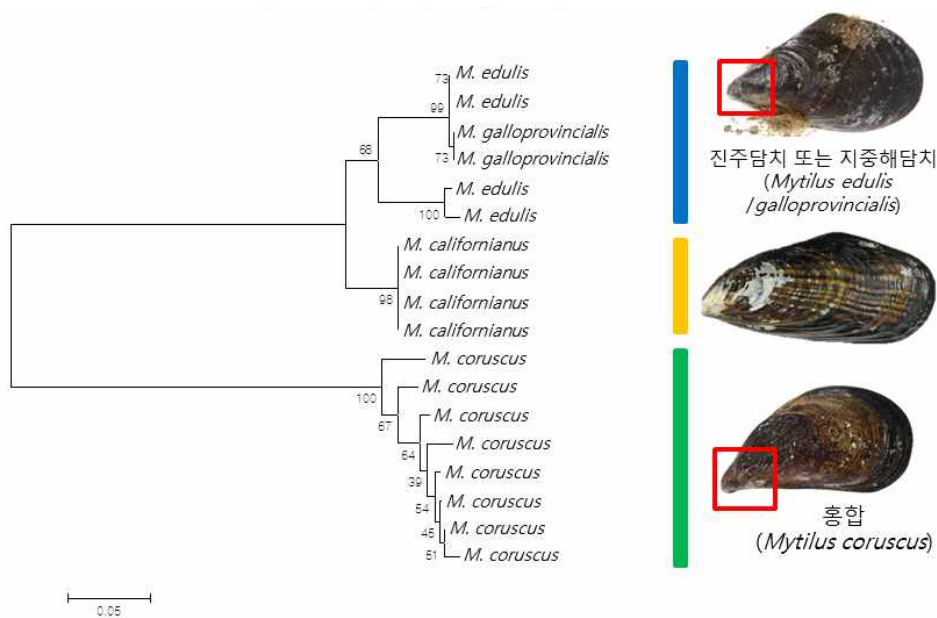 M. edulis
73
M. edulis
99
M. galloprovincialis
68
73
M. galloprovincialis
M. edulis
100
M. edulis
M. californianus
M. californianus
98
M. californianus
M. californianus
M. coruscus
100
M. coruscus
67
M. coruscus
64
M. coruscus
39
M. coruscus
54
M. coruscus
45
M. coruscus
51
M. coruscus
0.05
진주담치 또는 지중해담치
(Mytilus edulis
/galloprovincialis)
홍합
(Mytilus coruscus)